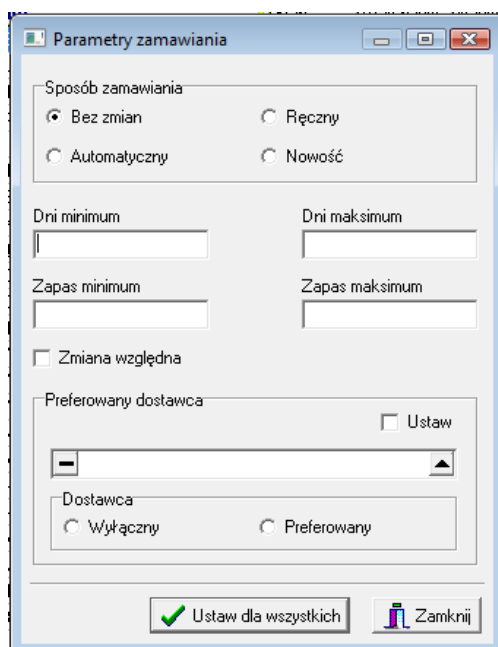 Parametry zamawiania
Sposób zamawiania
Bez zmian Ręczny
Automatyczny Nowość
Dni minimum Dni maksimum
Zapas minimum Zapas maksimum
Zmiana względna
Preferowany dostawca
Ustaw
Dostawca
Wyłączny Preferowany
Ustaw dla wszystkich Zamknij